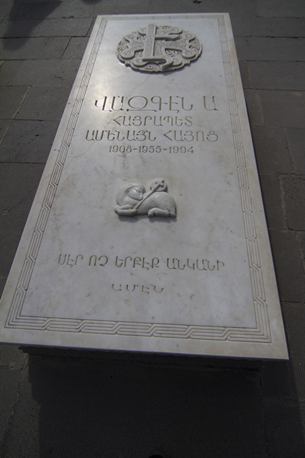 ՎԱԶԳԷՆ Ա
ՀԱՅՐԱՊԵՏ
ԱՄԵՆԱՅՆ ՀԱՅՈՑ
1908-1955-1994
ՍԷՐ ՈՉ ԵՐԲԷՔ ԱՆԿԱՆԻ
ԱՄԷՆ